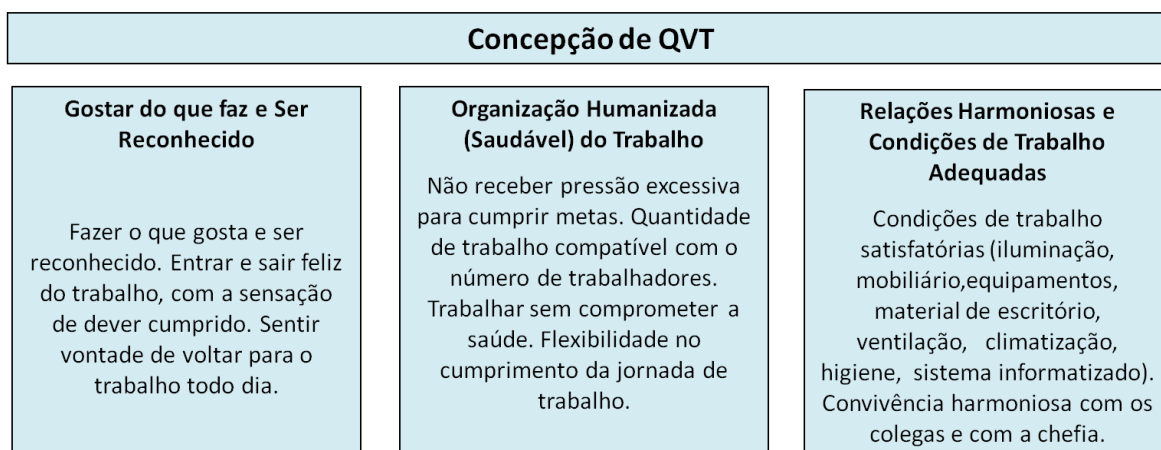 Concepção de QVT
Gostar do que faz e Ser
Reconhecido
Fazer o que gosta e ser
reconhecido. Entrar e sair feliz
do trabalho, com a sensação
de dever cumprido. Sentir
vontade de voltar para o
trabalho todo dia.
Organização Humanizada
(Saudável) do Trabalho
Não receber pressão excessiva
para cumprir metas. Quantidade
de trabalho compatível com o
número de trabalhadores.
Trabalhar sem comprometer a
saúde. Flexibilidade no
cumprimento da jornada de
trabalho.
Relações Harmoniosas e
Condições de Trabalho
Adequadas
Condições de trabalho
satisfatórias (iluminação,
mobiliário,equipamentos,
material de escritório,
ventilação, climatização,
higiene, sistema informatizado).
Convivência harmoniosa com os
colegas e com a chefia.